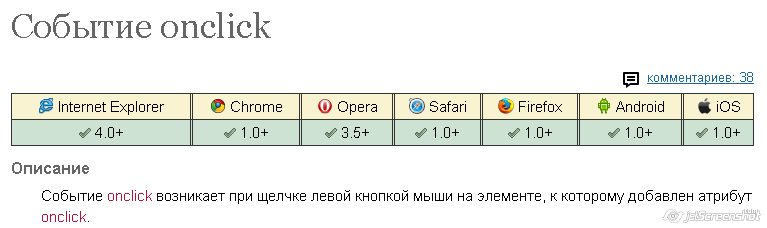 Событие onclick
комментариев: 38
Internet Explorer Chrome Opera Safari Firefox Android iOS
4.0+ 1.0+ 3.5+ 1.0+ 1.0+ 1.0+ 1.0+
Описание
Событие onclick возникает при щелчке левой кнопкой мыши на элементе, к которому добавлен атрибут
onclick.
jetScreenshot